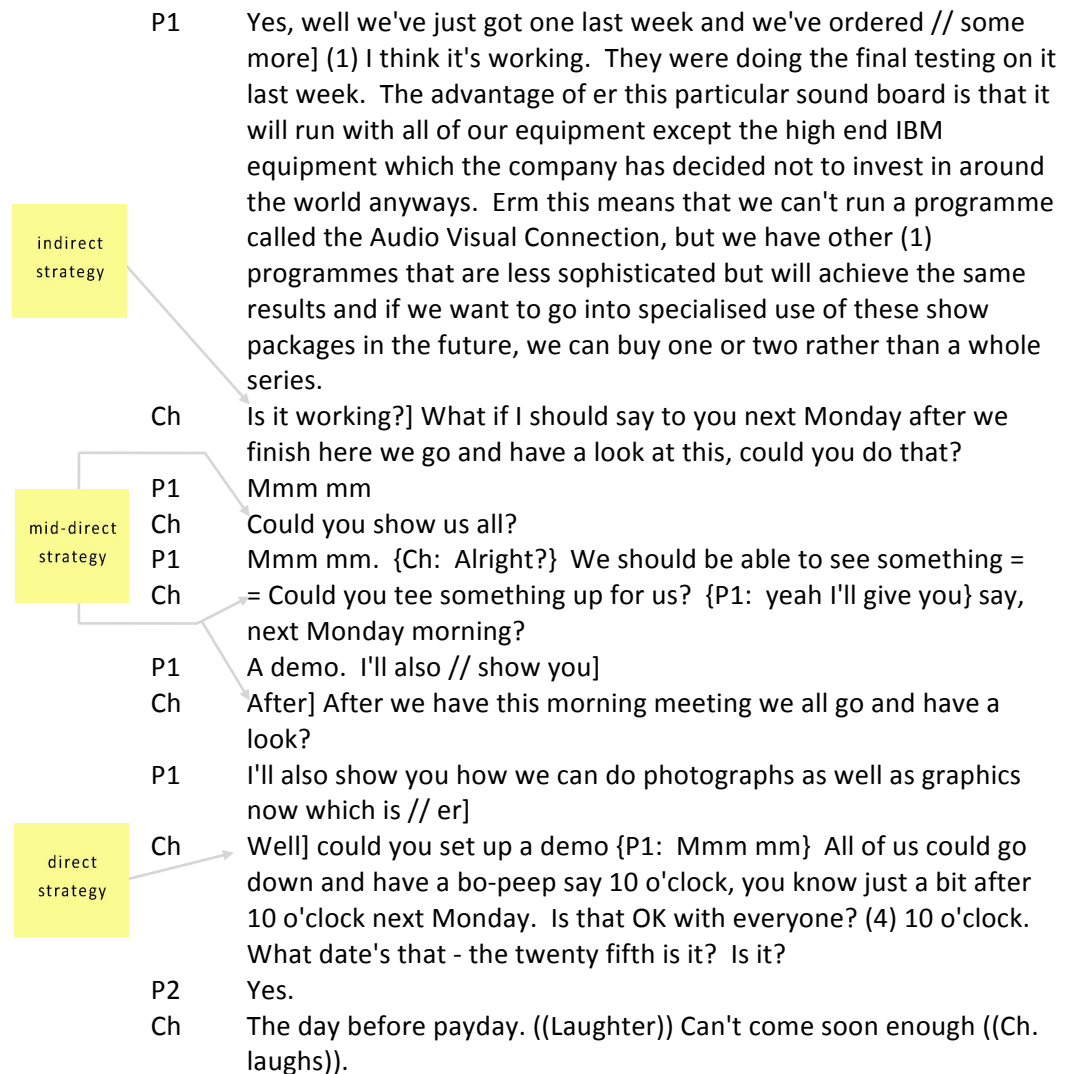 P1 Yes, well we've just got one last week and we've ordered // some
more] (1) I think it's working. They were doing the final testing on it
last week. The advantage of er this particular sound board is that it
will run with all of our equipment except the high end IBM
equipment which the company has decided not to invest in around
the world anyways. Erm this means that we can't run a programme
called the Audio Visual Connection, but we have other (1)
programmes that are less sophisticated but will achieve the same
results and if we want to go into specialised use of these show
packages in the future, we can buy one or two rather than a whole
series.
indirect
strategy
Ch Is it working?] What if I should say to you next Monday after we
finish here we go and have a look at this, could you do that?
P1 Mmm mm
Ch Could you show us all?
mid-direct
strategy
P1 Mmm mm. {Ch: Alright?} We should be able to see something =
Ch = Could you tee something up for us? {P1: yeah I'll give you} say,
next Monday morning?
P1 A demo. I'll also // show you]
Ch After] After we have this morning meeting we all go and have a
look?
P1 I'll also show you how we can do photographs as well as graphics
now which is // er]
direct
strategy
Ch Well] could you set up a demo {P1: Mmm mm} All of us could go
down and have a bo-peep say 10 o'clock, you know just a bit after
10 o'clock next Monday. Is that OK with everyone? (4) 10 o'clock.
What date's that - the twenty fifth is it? Is it?
P2 Yes.
Ch The day before payday. ((Laughter)) Can't come soon enough ((Ch.
laughs)).